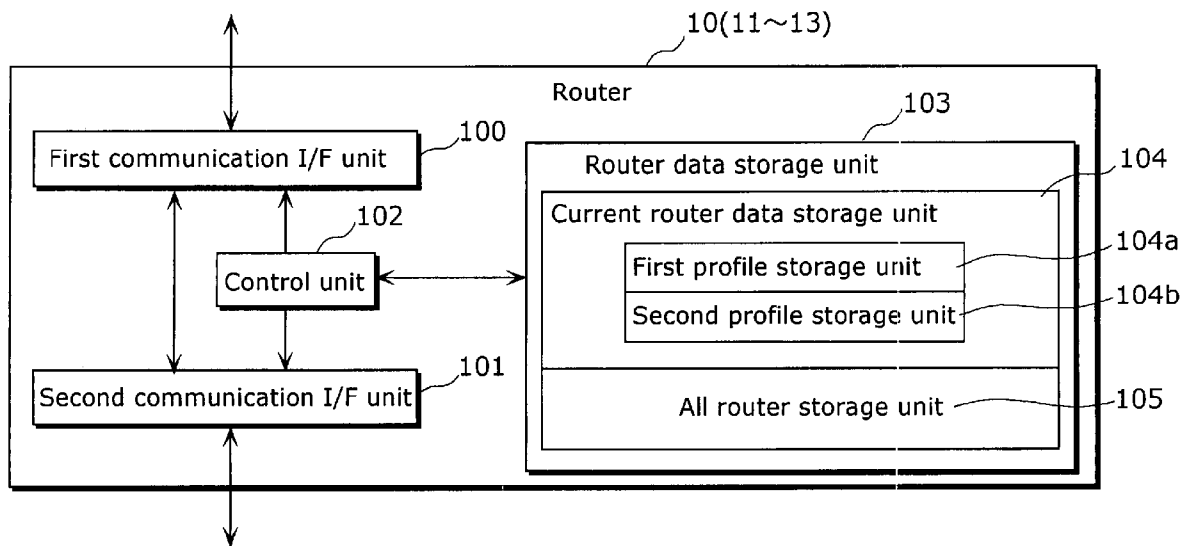 10(11～13)
Router
103
100
First communication I/F unit
Router data storage unit
104
102
Current router data storage unit
Control unit
First profile storage unit
104a
Second profile storage unit
104b
101
Second communication I/F unit
All router storage unit
105